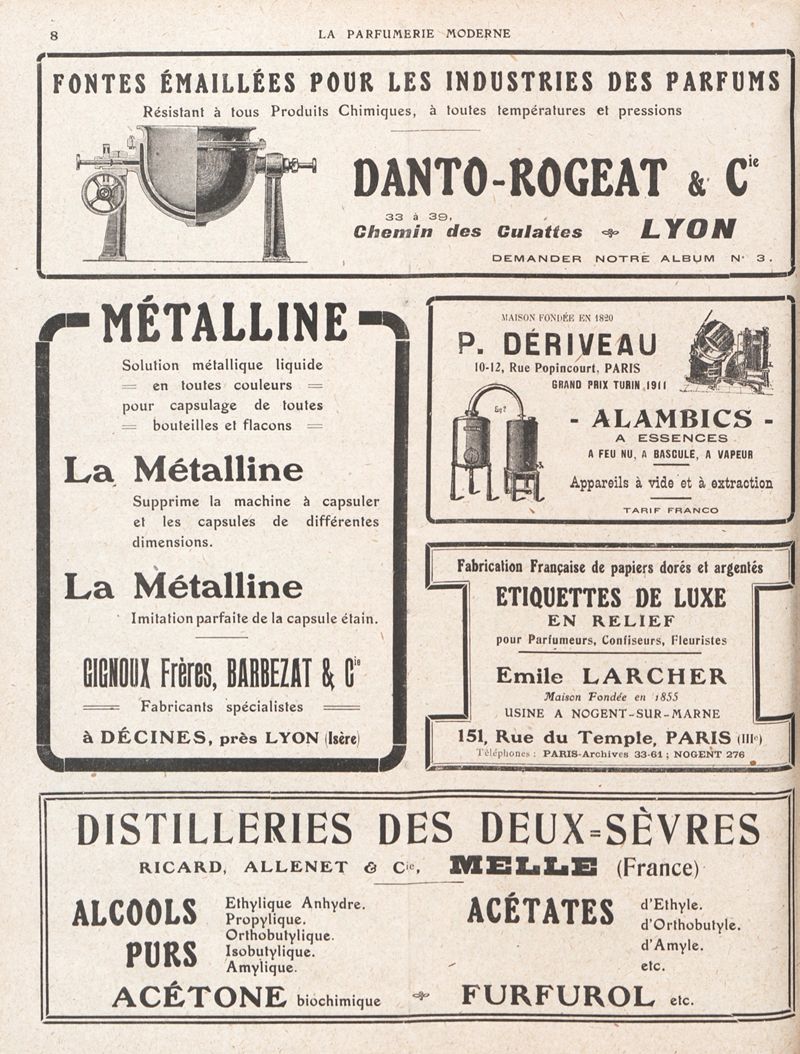 8
LA PARFUMERIE MODERNE
FONTES ÉMAILLÉES POUR LES INDUSTRIES DES PARFUMS
Résistant à tous Produits Chimiques, à toutes températures et pressions
DANTO-ROGEAT & Cie
33 à 39,
Chemin des Culattes LYON
DEMANDER NOTRE ALBUM N° 3.
MÉTALLINE
Solution métallique liquide
= en toutes couleurs =
pour capsulage de toutes
= bouteilles et flacons =
La Métalline
Supprime la machine à capsuler
et les capsules de différentes
dimensions.
La Métalline
Imitation parfaite de la capsule étain.
GIGNOUX Frères, BARBEZAT & Cie
Fabricants spécialistes
à DÉCINES, près LYON (Isère)
MAISON FONDÉE EN 1820
P. DÉRIVEAU
10-12, Rue Popincourt, PARIS
GRAND PRIX TURIN 1911
Fig. 2
- ALAMBICS -
A ESSENCES
A FEU NU, A BASCULE, A VAPEUR
Appareils à vide et à extraction
TARIF FRANCO
Fabrication Française de papiers dorés et argentés
ETIQUETTES DE LUXE
EN RELIEF
pour Parfumeurs, Confiseurs, Fleuristes
Emile LARCHER
Maison Fondée en 1855
USINE A NOGENT-SUR-MARNE
151, Rue du Temple, PARIS (IIIe)
Téléphones : PARIS-Archives 33-61 ; NOGENT 276
DISTILLERIES DES DEUX=SÈVRES
RICARD, ALLENET & Cie, MELLE (France)
ALCOOLS PURS
Ethylique Anhydre.
Propylique.
Orthobutylique.
Isobutylique.
Amylique.
ACÉTATES
d'Ethyle.
d'Orthobutyle.
d'Amyle.
etc.
ACÉTONE biochimique FURFUROL etc.